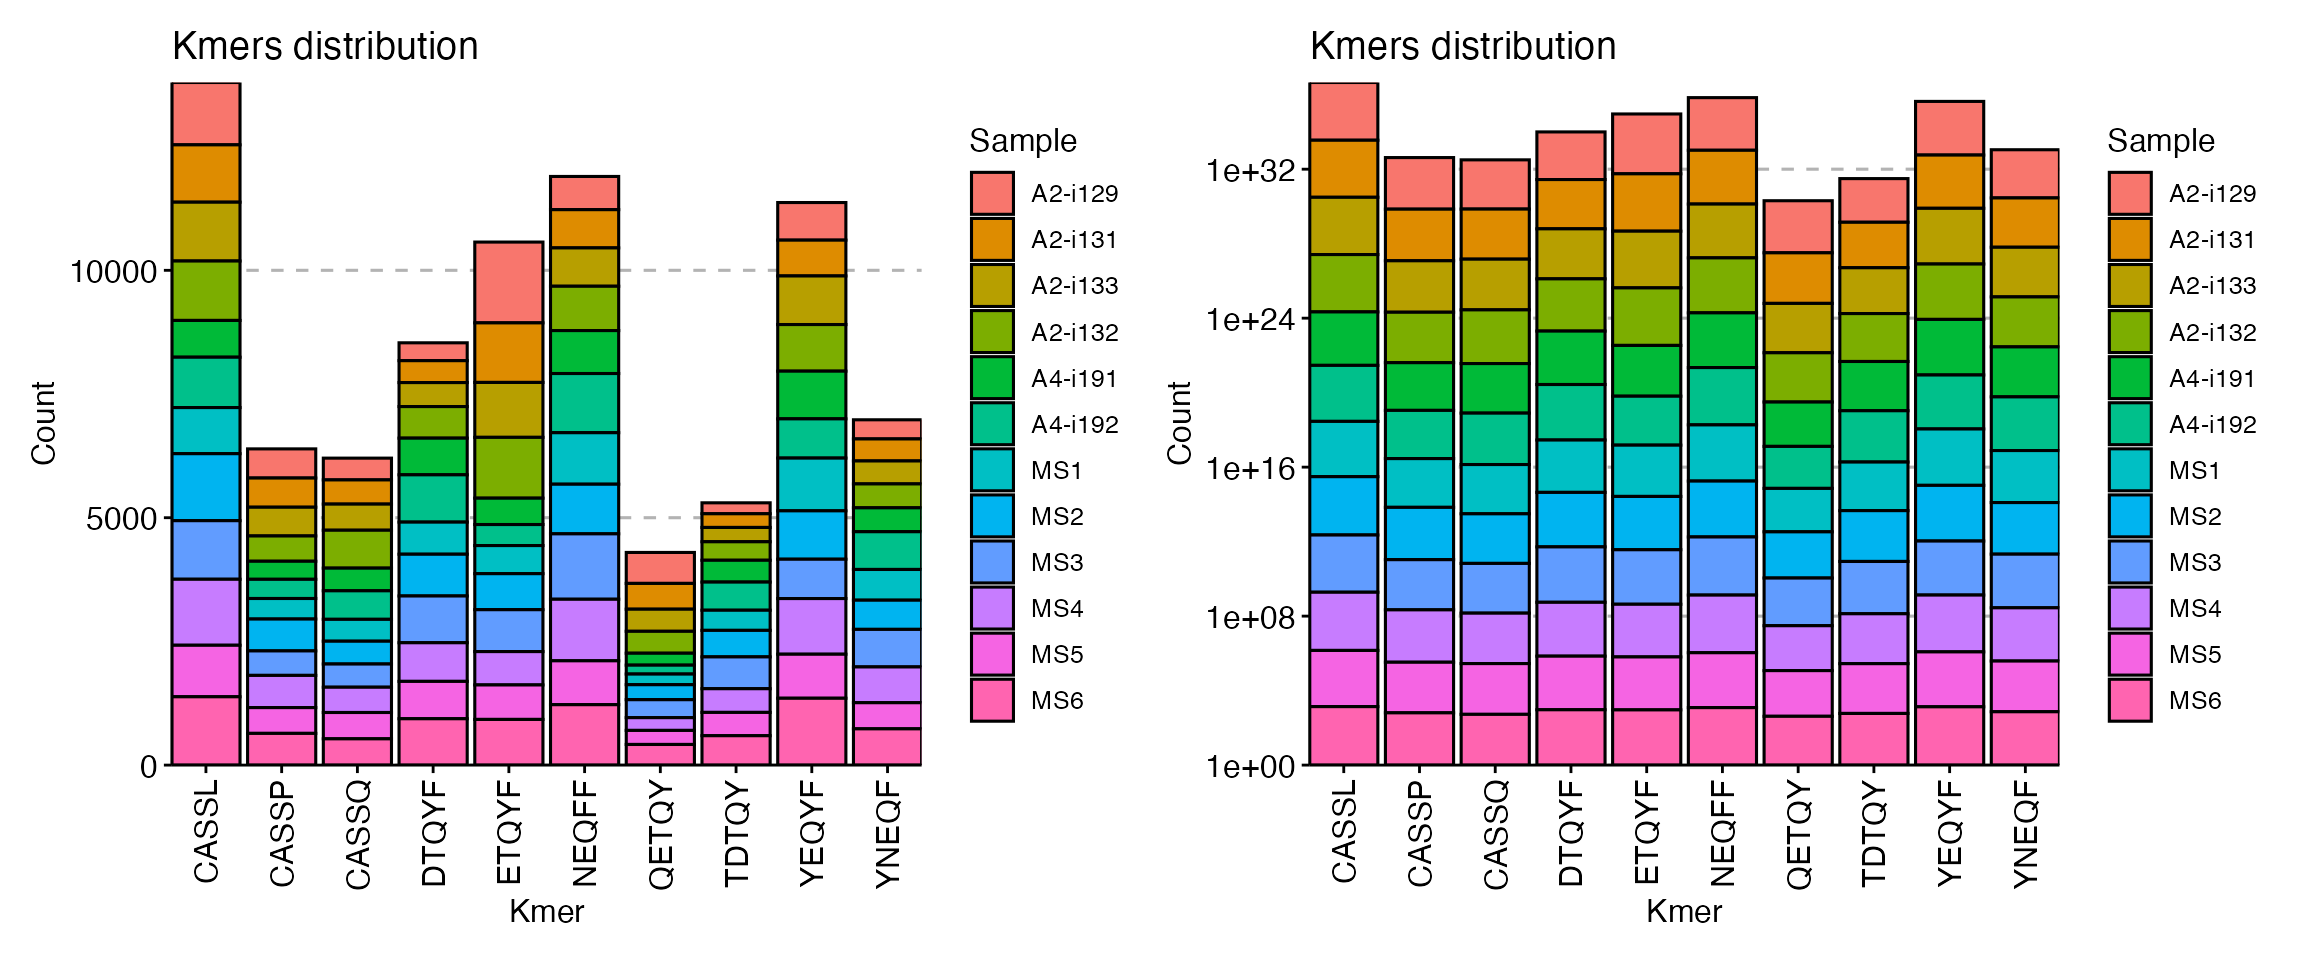 Kmers distribution
Count
10000
5000
0
CASSL
CASSP
CASSQ
DTQYF
ETQYF
NEQFF
QETQY
TDTQY
YEQYF
YNEQF
Kmer
Sample
A2-i129
A2-i131
A2-i133
A2-i132
A4-i191
A4-i192
MS1
MS2
MS3
MS4
MS5
MS6
Kmers distribution
Count
1e+32
1e+24
1e+16
1e+08
1e+00
CASSL
CASSP
CASSQ
DTQYF
ETQYF
NEQFF
QETQY
TDTQY
YEQYF
YNEQF
Kmer
Sample
A2-i129
A2-i131
A2-i133
A2-i132
A4-i191
A4-i192
MS1
MS2
MS3
MS4
MS5
MS6